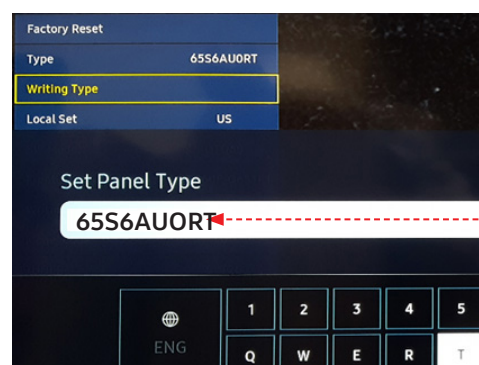 Factory Reset
Type 65S6AU0RT
Writing Type
Local Set US
Set Panel Type
65S6AUORT
1 2 3 4 5
ENG
Q W E R T